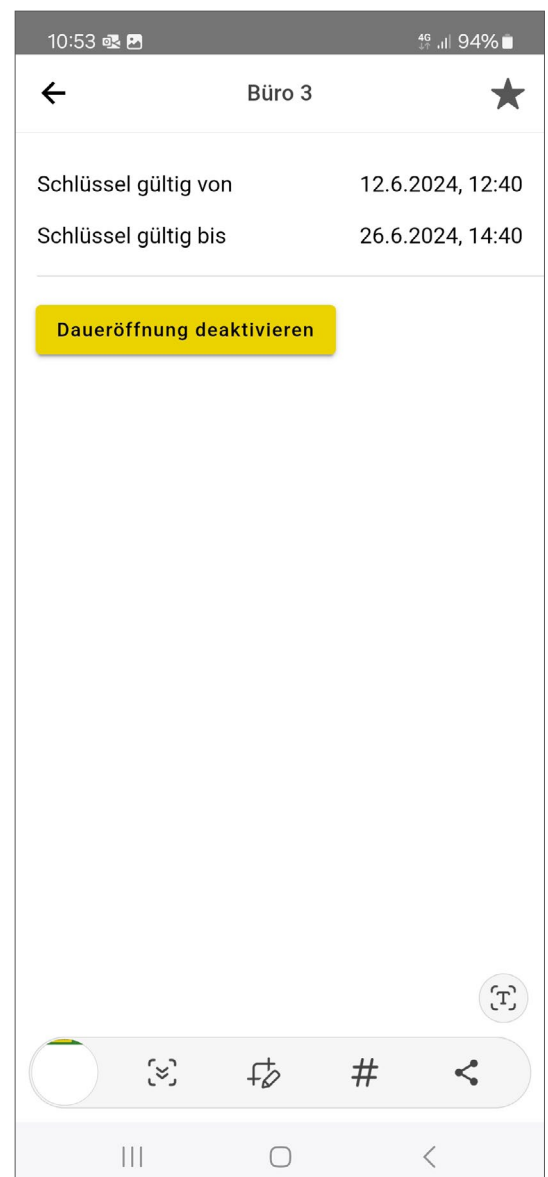 10:53
4G 94%
Büro 3
Schlüssel gültig von 12.6.2024, 12:40
Schlüssel gültig bis 26.6.2024, 14:40
Daueröffnung deaktivieren
T
#